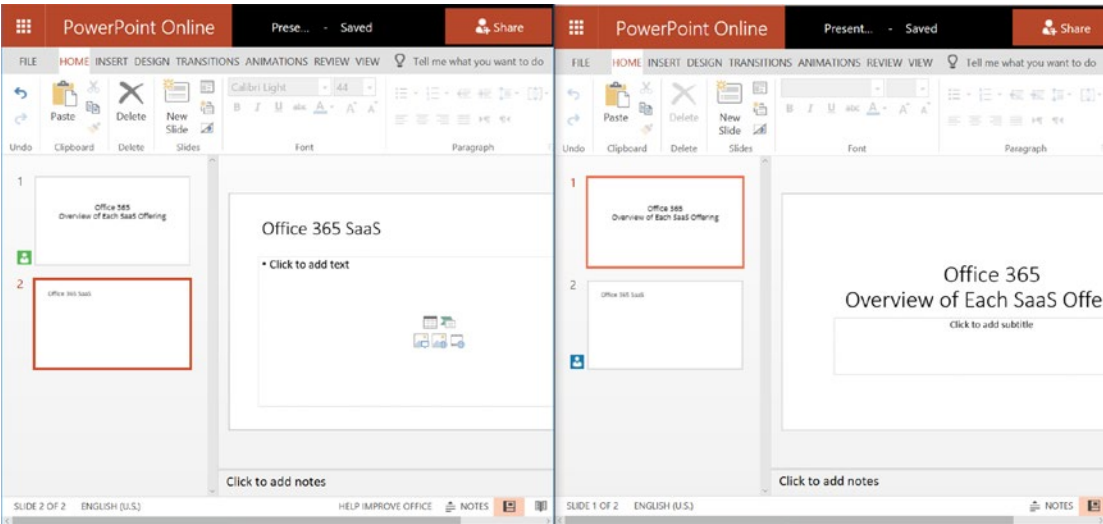 PowerPoint Online Prese... - Saved Share
FILE HOME INSERT DESIGN TRANSITIONS ANIMATIONS REVIEW VIEW Tell me what you want to do
Calibri Light 44
B I U abc A A A
Paste Delete New Slide
Undo Clipboard Delete Slides Font Paragraph
1
Office 365
Overview of Each SaaS Offering
2
Office 365 SaaS
Office 365 SaaS
• Click to add text
Click to add notes
SLIDE 2 OF 2 ENGLISH (U.S.) HELP IMPROVE OFFICE NOTES
PowerPoint Online Present... - Saved Share
FILE HOME INSERT DESIGN TRANSITIONS ANIMATIONS REVIEW VIEW Tell me what you want to do
B I U abc A A A
Paste Delete New Slide
Undo Clipboard Delete Slides Font Paragraph
1
Office 365
Overview of Each SaaS Offering
2
Office 365 SaaS
Office 365
Overview of Each SaaS Offe
Click to add subtitle
Click to add notes
SLIDE 1 OF 2 ENGLISH (U.S.) NOTES